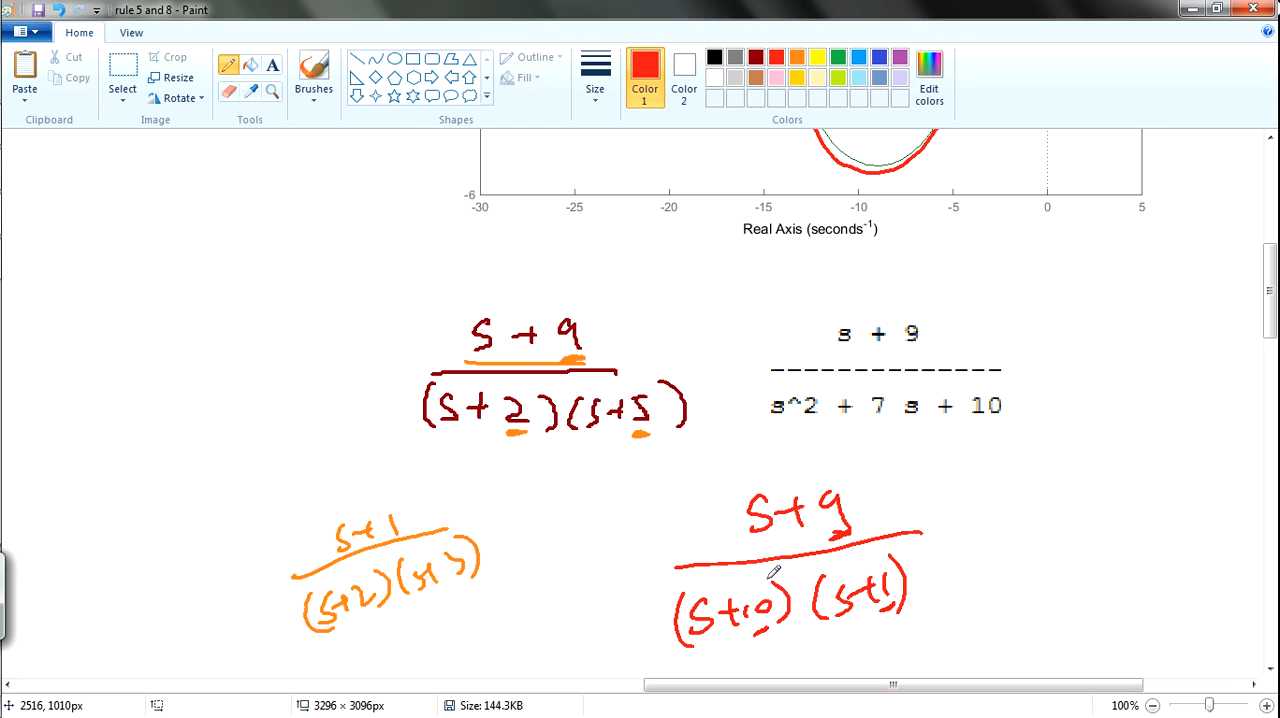 rule 5 and 8 - Paint
Home View
Paste
Cut
Copy
Clipboard
Select
Crop
Resize
Rotate
Image
Tools
Brushes
Shapes
Outline
Fill
Size
Color 1
Color 2
Edit colors
Colors
-6
-30 -25 -20 -15 -10 -5 0 5
Real Axis (seconds⁻¹)
s + 9
(s + 2)(s + 5)
s + 9
---------------
s^2 + 7 s + 10
s+1
(s+2)(s+3)
s+9
(s+10)(s+1)
2516, 1010px
3296 × 3096px
Size: 144.3KB
100%